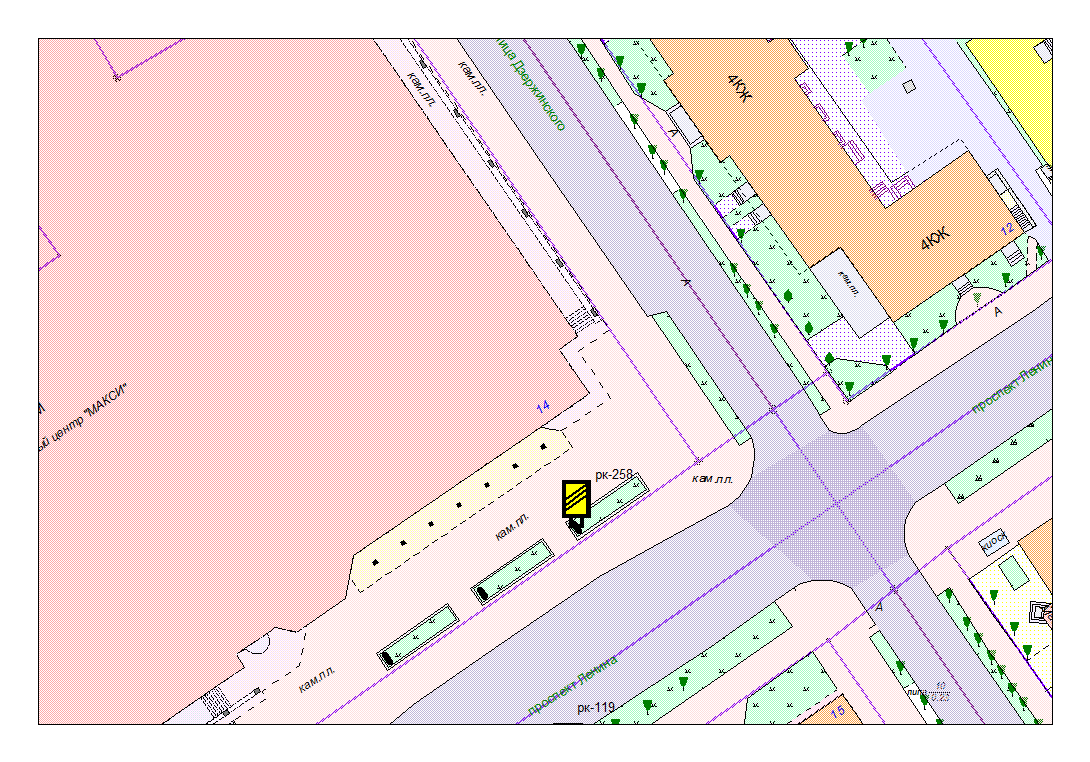 кам.пл.
кам.пл.
ица Дзержинского
4КЖ
А
4КЖ
12
кам.пл.
А
А
проспект Ленина
ый центр "МАКСИ"
14
рк-258
кам.пл.
кам.пл.
киоск
А
кам.пл.
проспект Ленина
рк-119
15